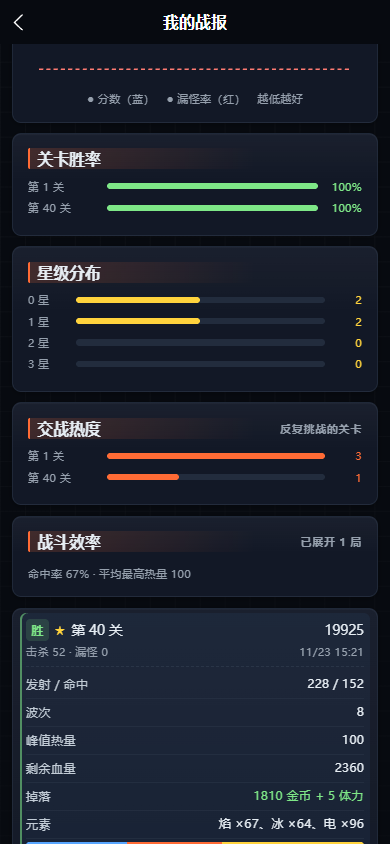 我的战报
● 分数（蓝） ● 漏怪率（红） 越低越好
关卡胜率
第 1 关 100%
第 40 关 100%
星级分布
0 星 2
1 星 2
2 星 0
3 星 0
交战热度 反复挑战的关卡
第 1 关 3
第 40 关 1
战斗效率 已展开 1 局
命中率 67% · 平均最高热量 100
胜 ★ 第 40 关 19925
击杀 52 · 漏怪 0 11/23 15:21
发射 / 命中 228 / 152
波次 8
峰值热量 100
剩余血量 2360
掉落 1810 金币 + 5 体力
元素 焰 ×67、冰 ×64、电 ×96